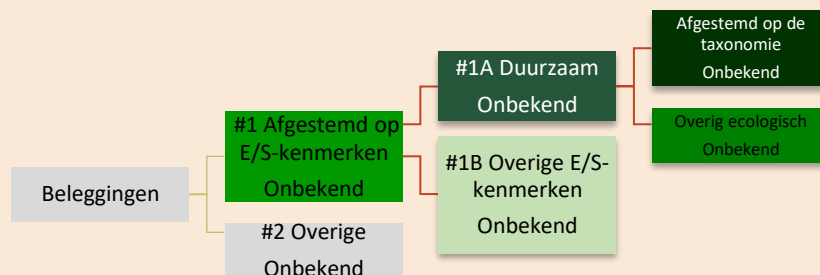 Beleggingen
#1 Afgestemd op
E/S-kenmerken
Onbekend
#2 Overige
Onbekend
#1A Duurzaam
Onbekend
#1B Overige E/S-
kenmerken
Onbekend
Afgestemd op de
taxonomie
Onbekend
Overig ecologisch
Onbekend